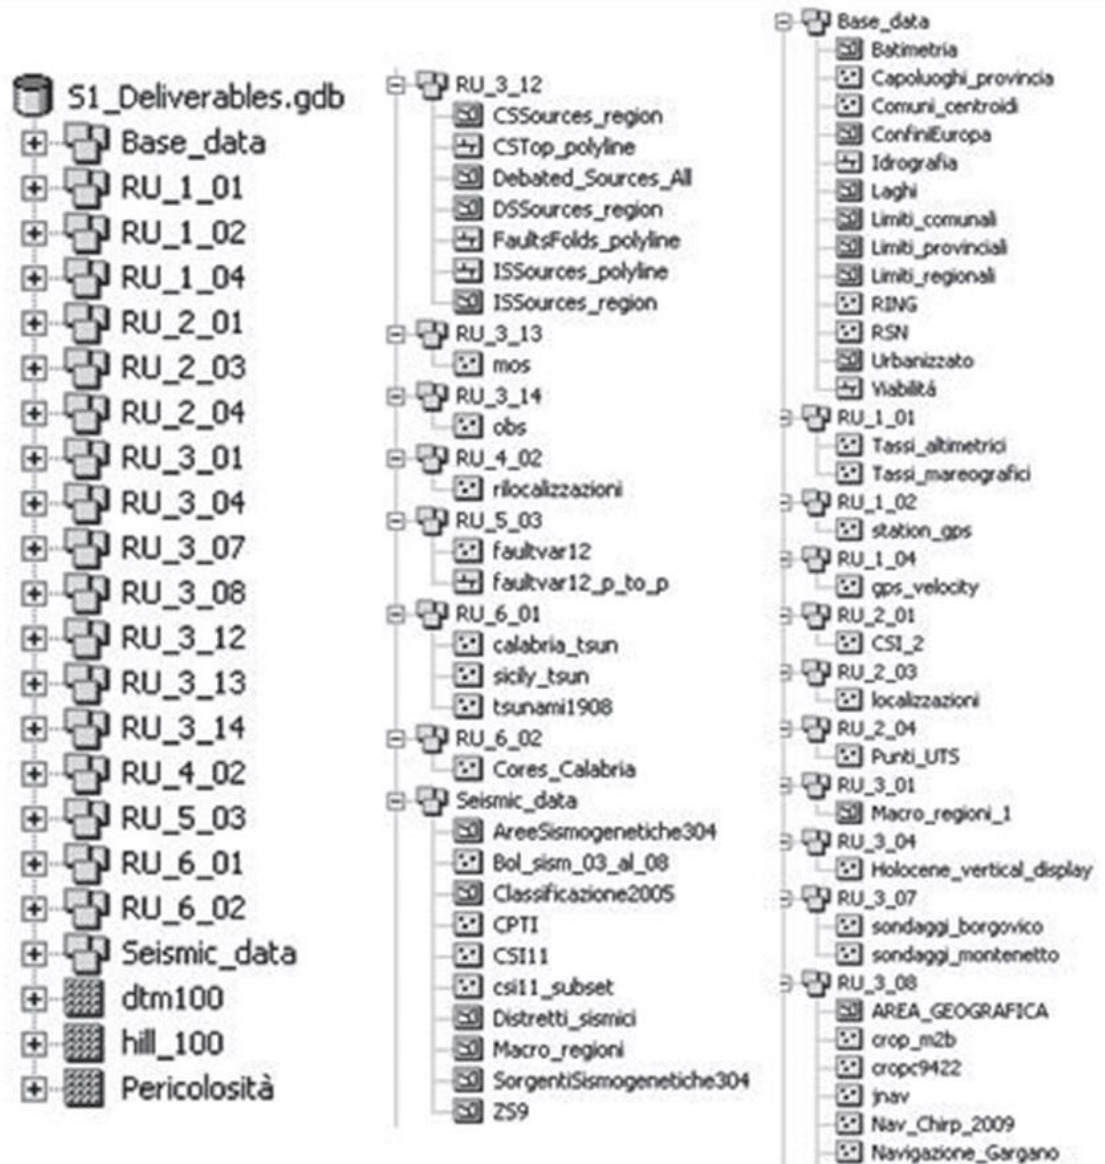 S1_Deliverables.gdb
Base_data
RU_1_01
RU_1_02
RU_1_04
RU_2_01
RU_2_03
RU_2_04
RU_3_01
RU_3_04
RU_3_07
RU_3_08
RU_3_12
RU_3_13
RU_3_14
RU_4_02
RU_5_03
RU_6_01
RU_6_02
Seismic_data
dtm100
hill_100
Pericolosità
RU_3_12
CSSources_region
CSTop_polyline
Debated_Sources_All
DSSources_region
FaultsFolds_polyline
ISSources_polyline
ISSources_region
RU_3_13
mos
RU_3_14
obs
RU_4_02
rilocalizzazioni
RU_5_03
faultvar12
faultvar12_p_to_p
RU_6_01
calabria_tsun
sicily_tsun
tsunami1908
RU_6_02
Cores_Calabria
Seismic_data
AreeSismogenetiche304
Bol_sism_03_al_08
Classificazione2005
CPTI
CSI11
csi11_subset
Distretti_sismici
Macro_regioni
SorgentiSismogenetiche304
ZS9
Base_data
Batimetria
Capoluoghi_provincia
Comuni_centroidi
ConfiniEuropa
Idrografia
Laghi
Limiti_comunali
Limiti_provinciali
Limiti_regionali
RING
RSN
Urbanizzato
Viabilità
RU_1_01
Tassi_altimetrici
Tassi_mareografici
RU_1_02
station_gps
RU_1_04
gps_velocity
RU_2_01
CSI_2
RU_2_03
localizzazioni
RU_2_04
Punti_UTS
RU_3_01
Macro_regioni_1
RU_3_04
Holocene_vertical_display
RU_3_07
sondaggi_borgovico
sondaggi_montenetto
RU_3_08
AREA_GEOGRAFICA
crop_m2b
cropc9422
jnav
Nav_Chirp_2009
Navigazione_Gargano